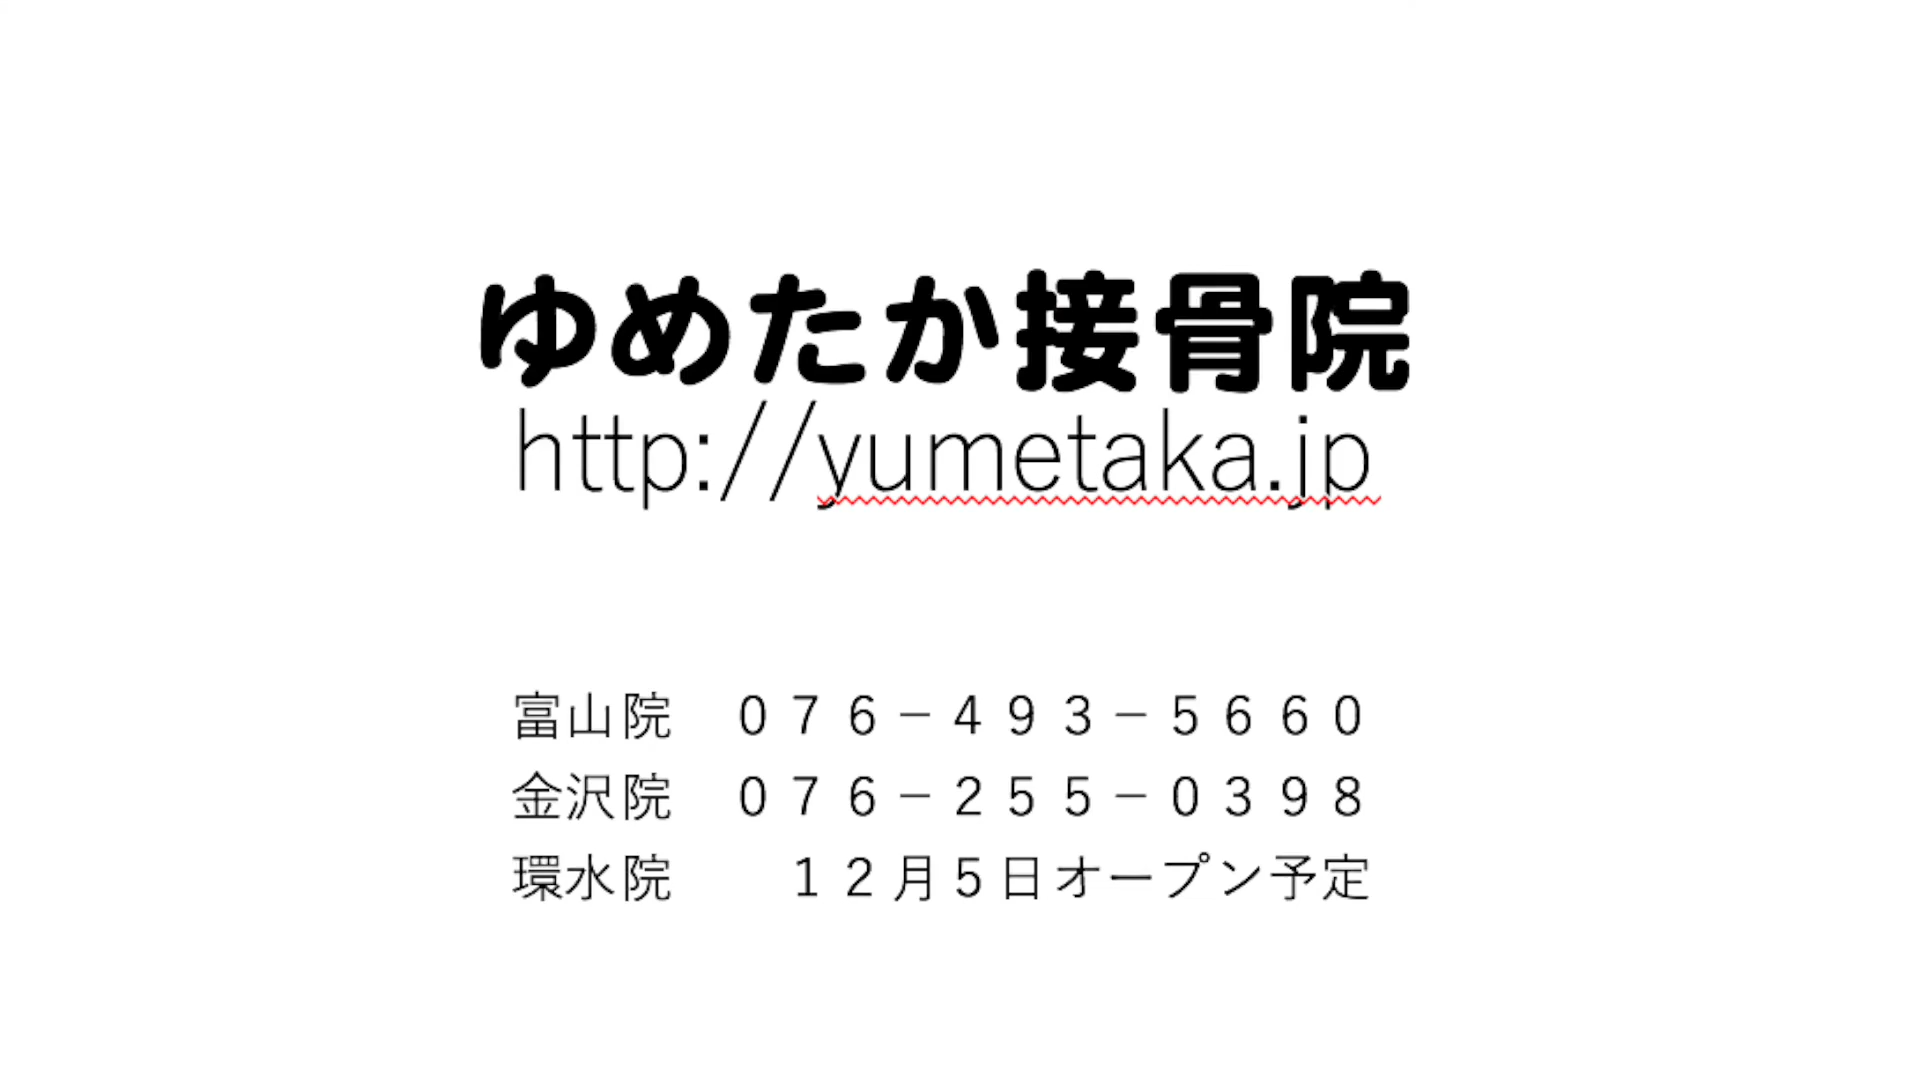 ゆめたか接骨院
http://yumetaka.jp
富山院　０７６－４９３－５６６０
金沢院　０７６－２５５－０３９８
環水院　　１２月５日オープン予定